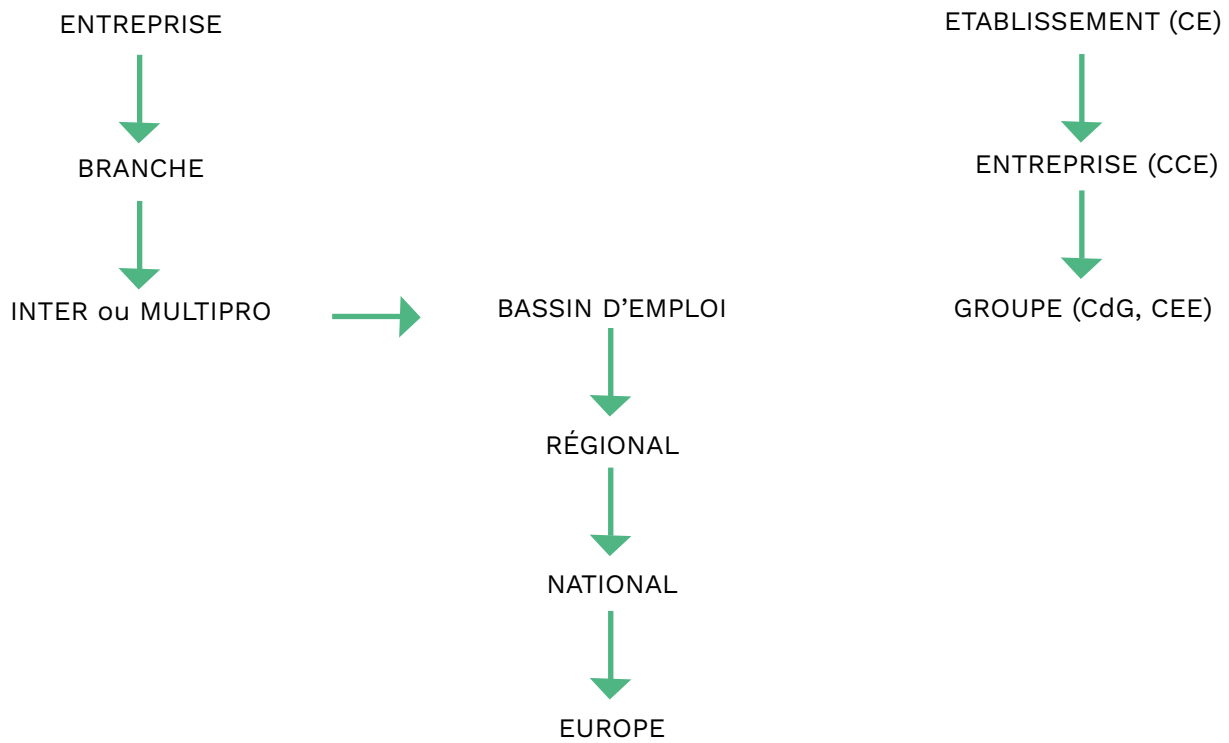 ENTREPRISE
BRANCHE
INTER ou MULTIPRO
BASSIN D’EMPLOI
RÉGIONAL
NATIONAL
EUROPE
ETABLISSEMENT (CE)
ENTREPRISE (CCE)
GROUPE (CdG, CEE)